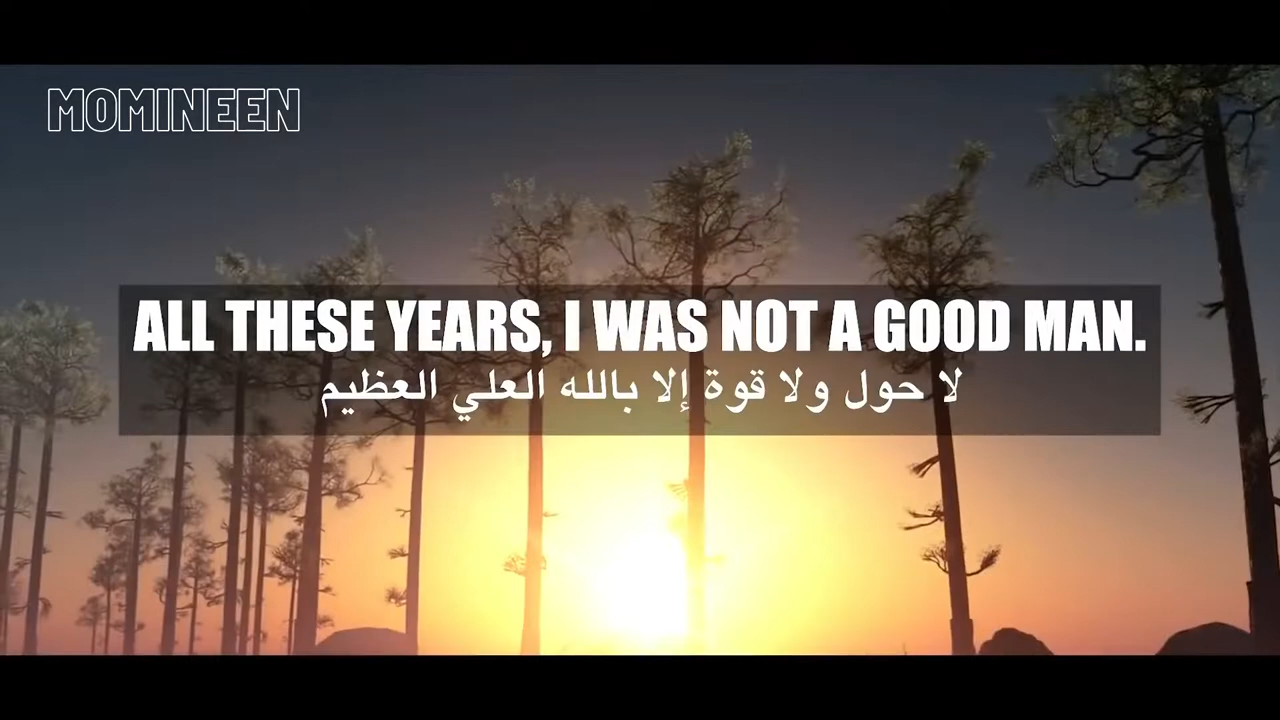 MOMINEEN
ALL THESE YEARS, I WAS NOT A GOOD MAN.
لا حول ولا قوة إلا بالله العلي العظيم